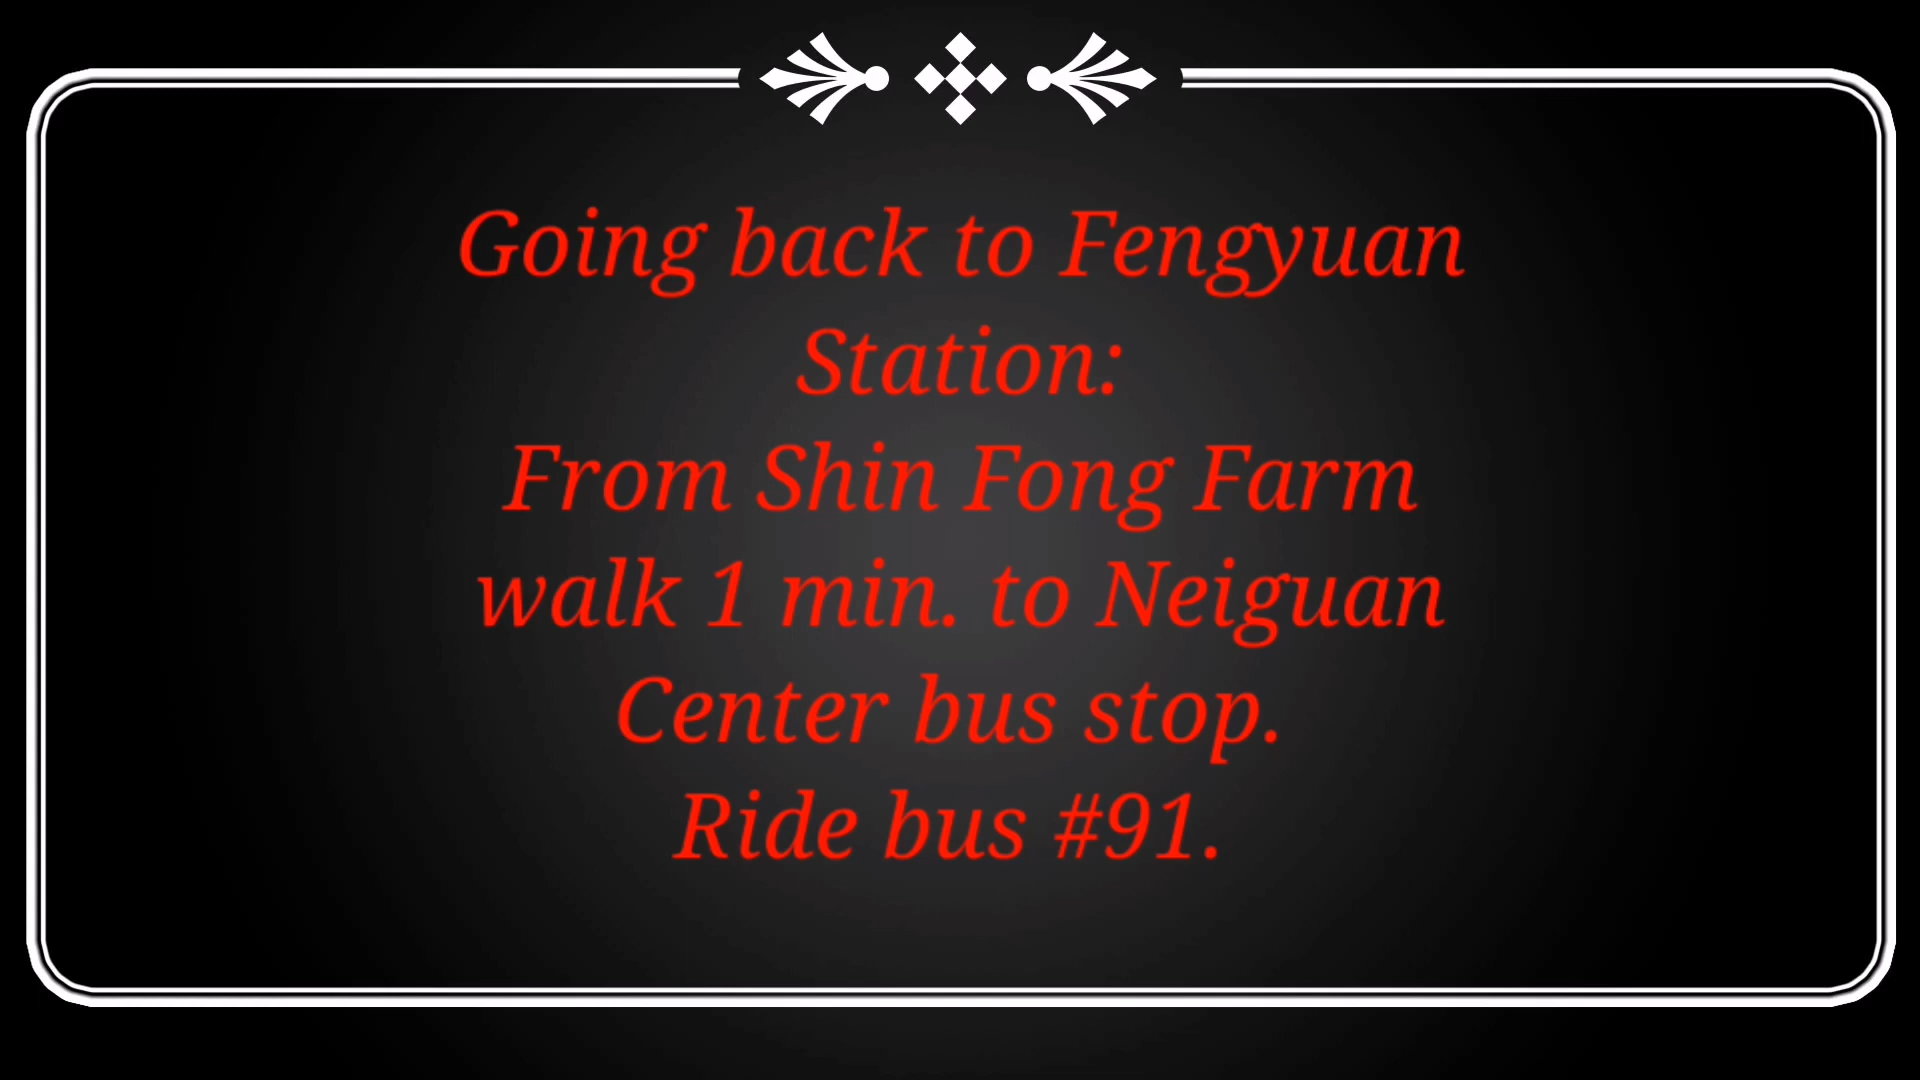 Going back to Fengyuan
Station:
From Shin Fong Farm
walk 1 min. to Neiguan
Center bus stop.
Ride bus #91.